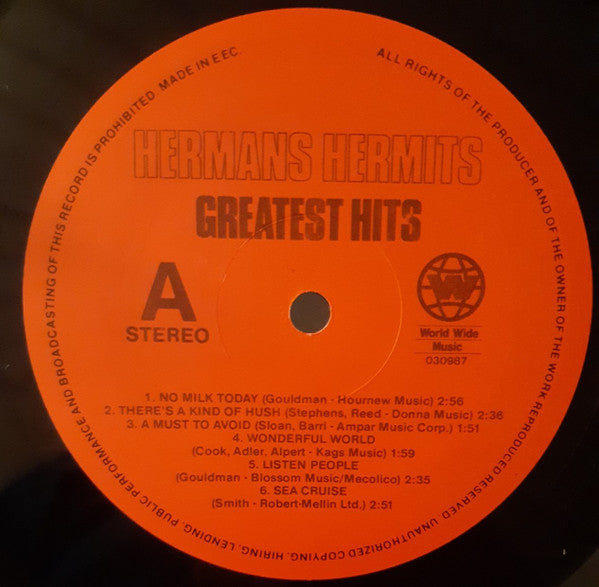 ALL RIGHTS OF THE PRODUCER AND OF THE OWNER OF THE WORK REPRODUCED RESERVED UNAUTHORIZED COPYING, HIRING, LENDING, PUBLIC PERFORMANCE AND BROADCASTING OF THIS RECORD IS PROHIBITED MADE IN EEC.
HERMANS HERMITS
GREATEST HITS
A
STEREO
WW
World Wide
Music
030987
1. NO MILK TODAY (Gouldman - Hournew Music) 2:56
2. THERE'S A KIND OF HUSH (Stephens, Reed - Donna Music) 2:36
3. A MUST TO AVOID (Sloan, Barri - Ampar Music Corp.) 1:51
4. WONDERFUL WORLD
(Cook, Adler, Alpert - Kags Music) 1:59
5. LISTEN PEOPLE
(Gouldman - Blossom Music/Mecolico) 2:35
6. SEA CRUISE
(Smith - Robert-Mellin Ltd.) 2:51